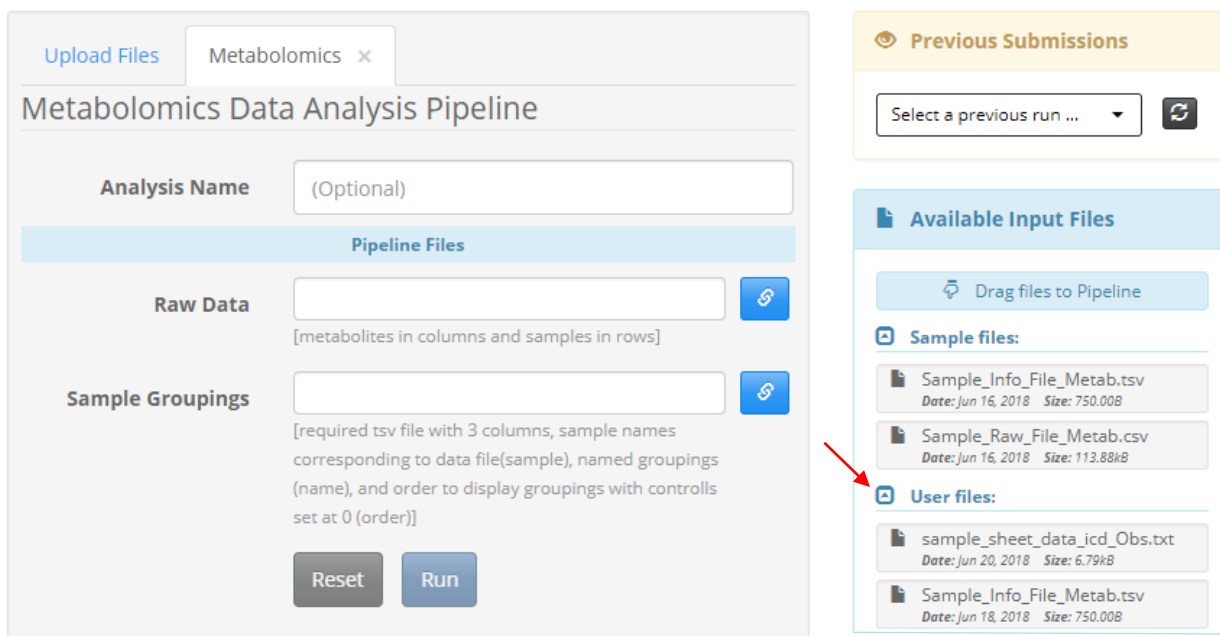 Upload Files
Metabolomics ×
Metabolomics Data Analysis Pipeline
Analysis Name
(Optional)
Pipeline Files
Raw Data
[metabolites in columns and samples in rows]
Sample Groupings
[required tsv file with 3 columns, sample names
corresponding to data file(sample), named groupings
(name), and order to display groupings with controlls
set at 0 (order)]
Reset
Run
Previous Submissions
Select a previous run ...
Available Input Files
Drag files to Pipeline
Sample files:
Sample_Info_File_Metab.tsv
Date: Jun 16, 2018 Size: 750.00B
Sample_Raw_File_Metab.csv
Date: Jun 16, 2018 Size: 113.88kB
User files:
sample_sheet_data_icd_Obs.txt
Date: Jun 20, 2018 Size: 6.79kB
Sample_Info_File_Metab.tsv
Date: Jun 18, 2018 Size: 750.00B